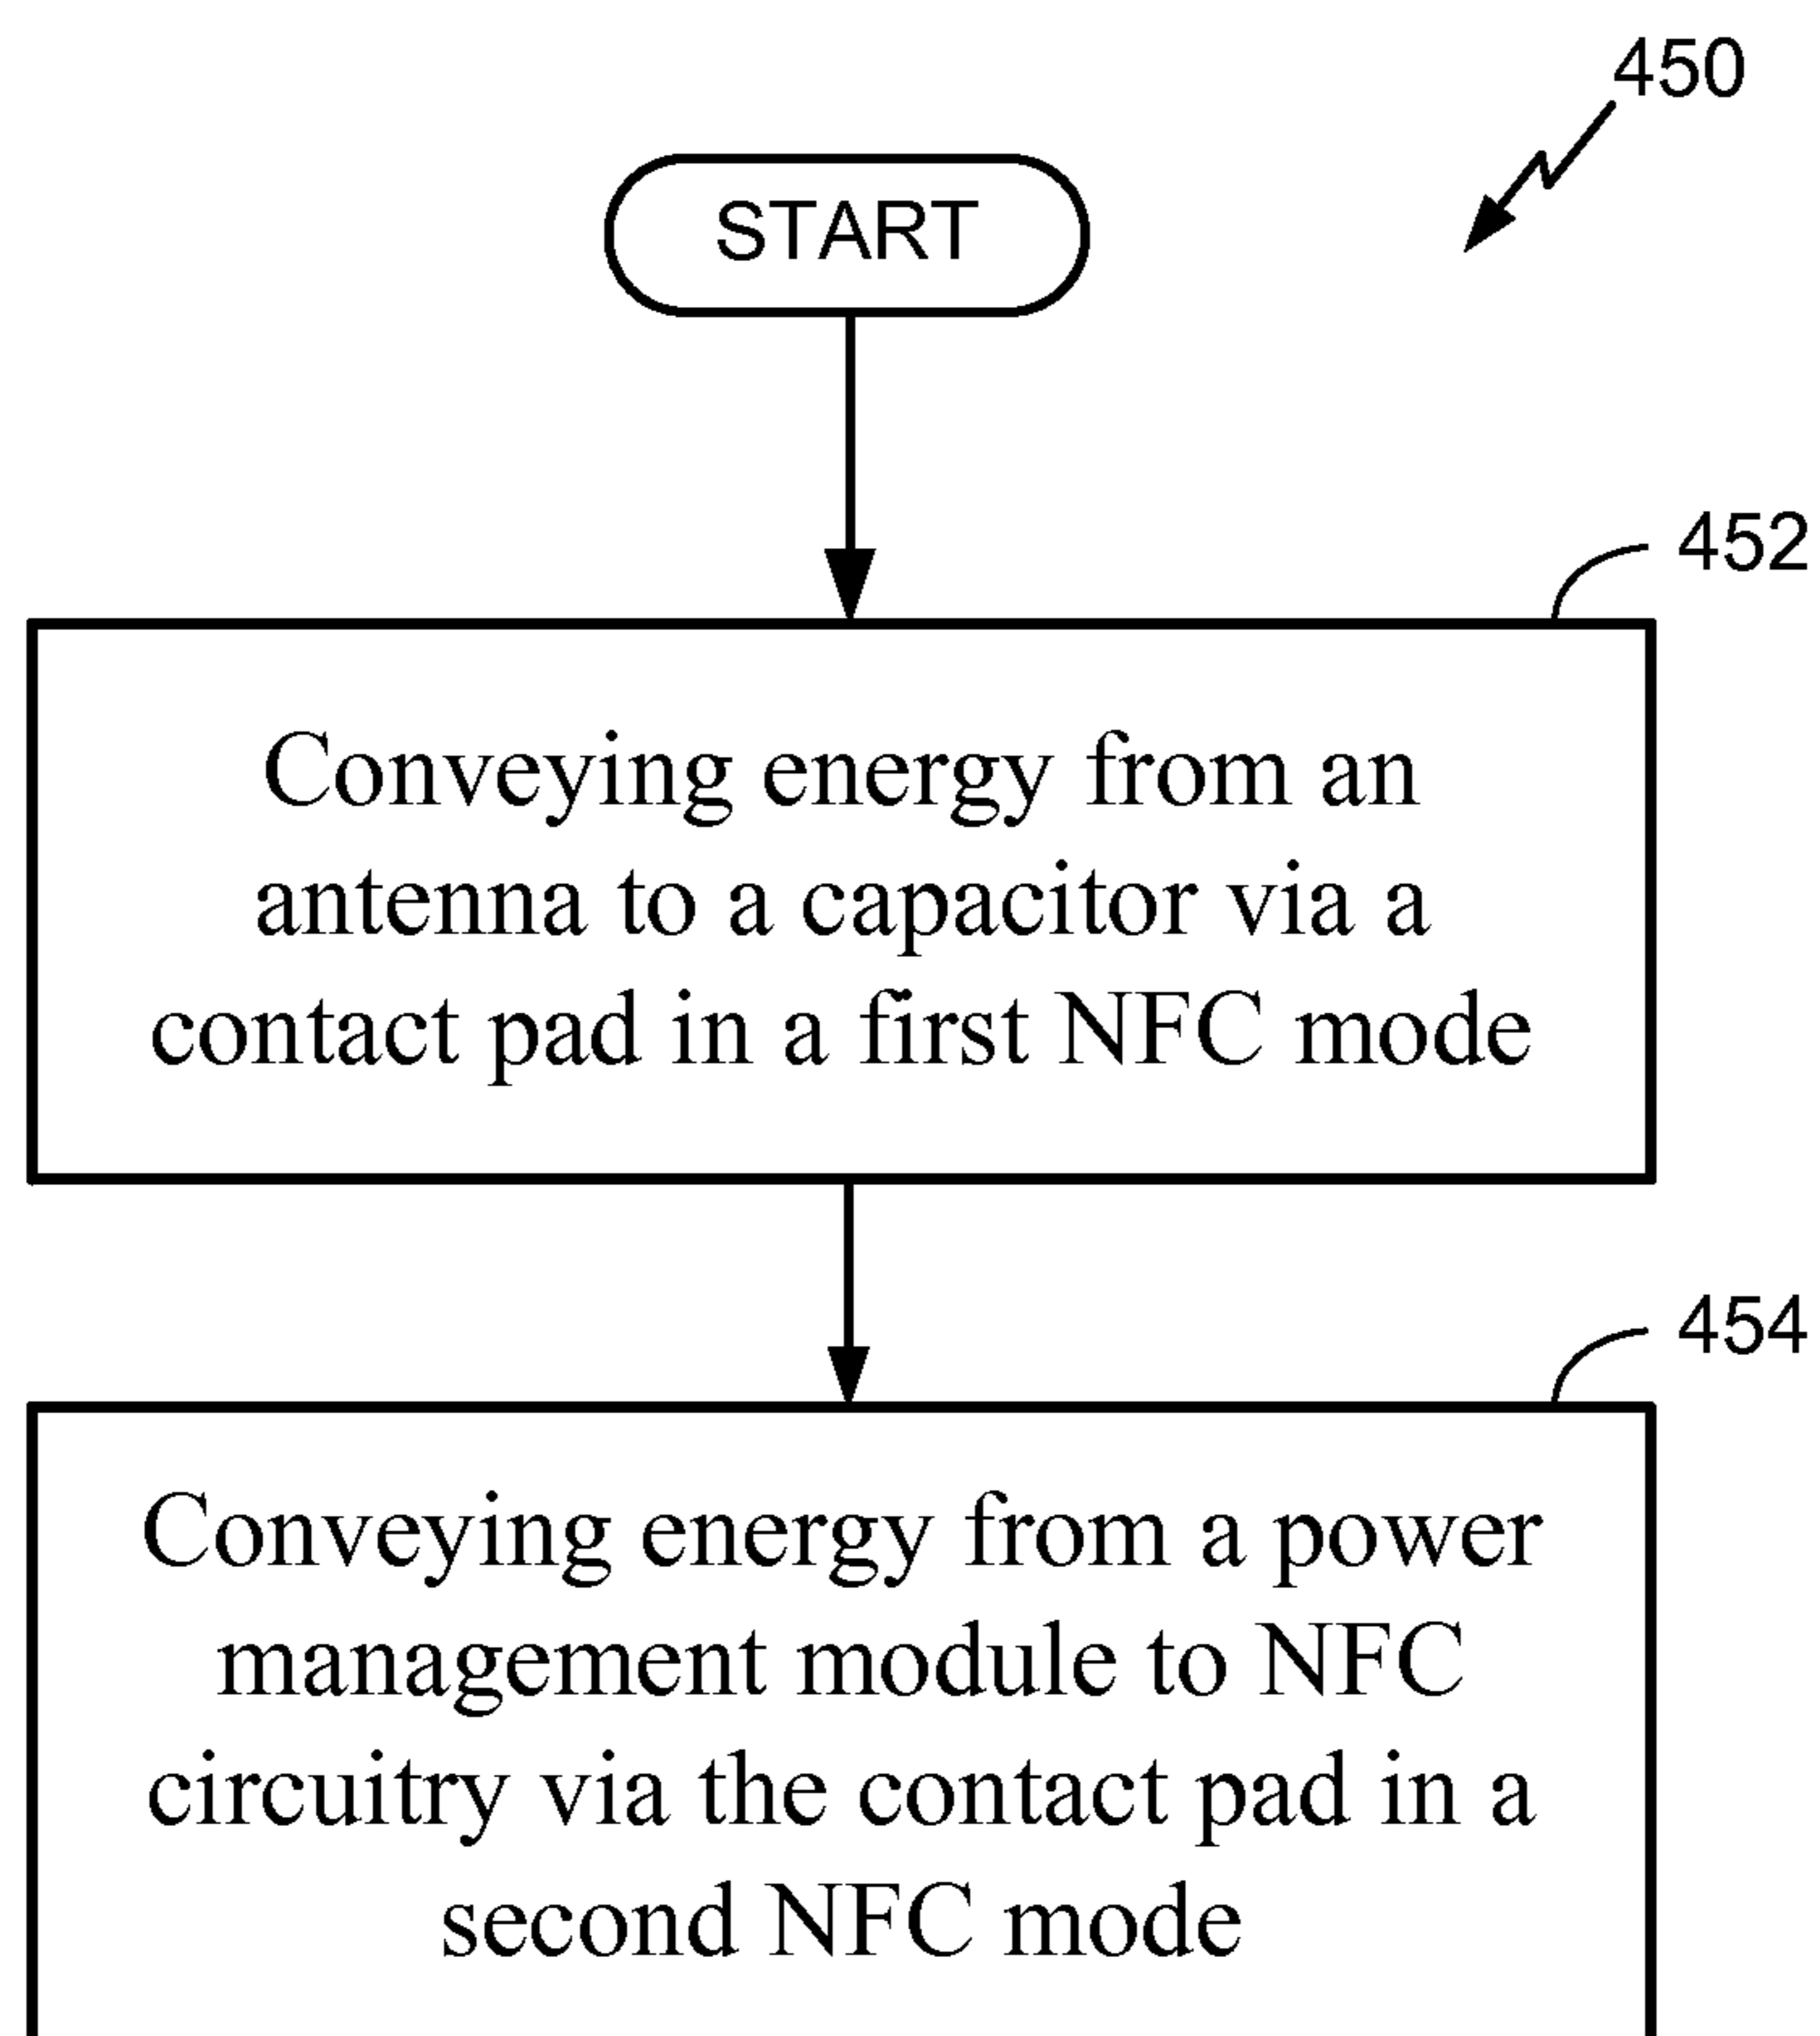 450
START
452
Conveying energy from an
antenna to a capacitor via a
contact pad in a first NFC mode
454
Conveying energy from a power
management module to NFC
circuitry via the contact pad in a
second NFC mode